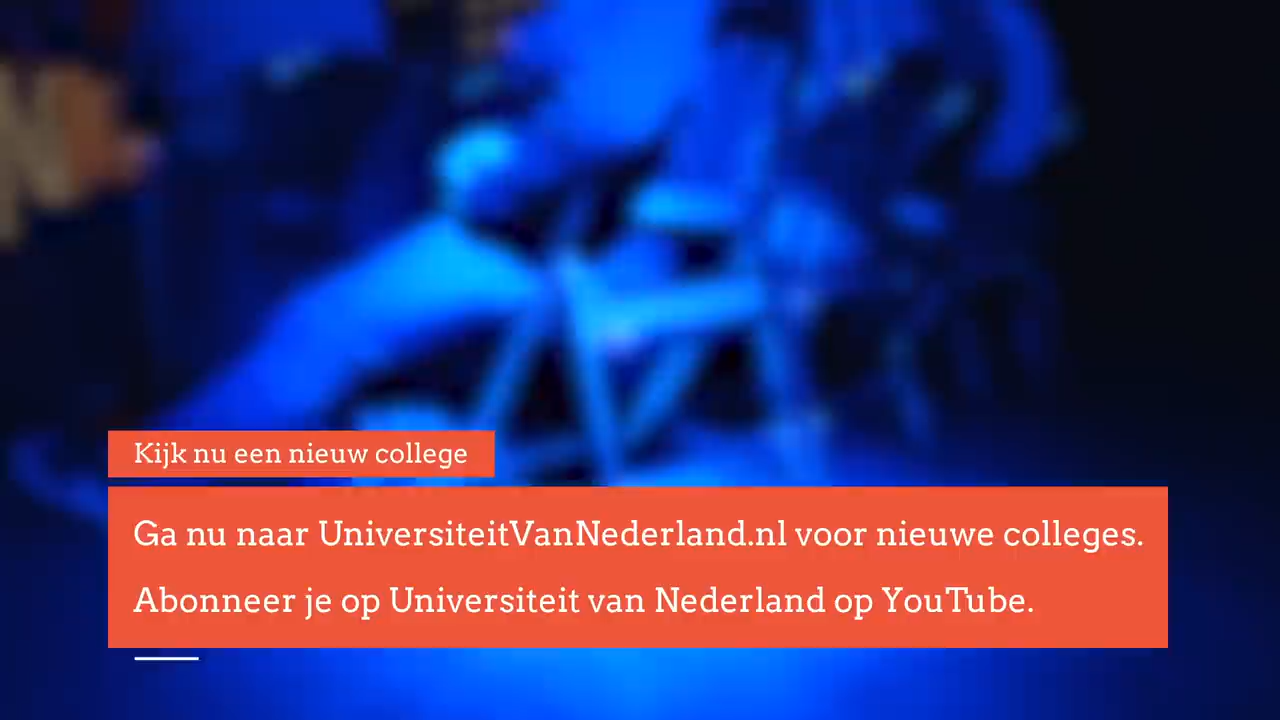 Kijk nu een nieuw college
Ga nu naar UniversiteitVanNederland.nl voor nieuwe colleges.
Abonneer je op Universiteit van Nederland op YouTube.